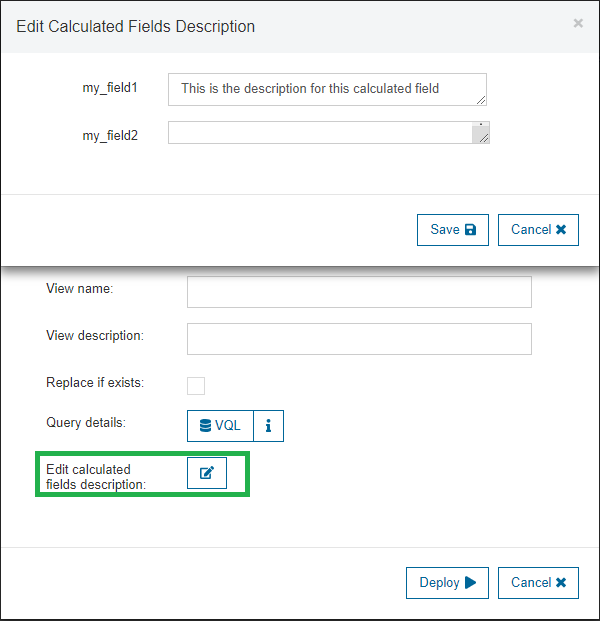 Edit Calculated Fields Description
my_field1
This is the description for this calculated field
my_field2
Save
Cancel
View name:
View description:
Replace if exists:
Query details:
VQL
Edit calculated
fields description:
Deploy
Cancel